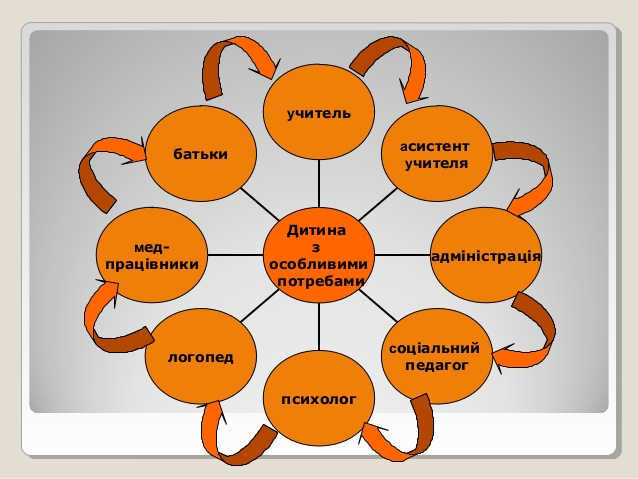 учитель
асистент
учителя
адміністрація
соціальний
педагог
психолог
логопед
мед-
працівники
батьки
Дитина
з
особливими
потребами